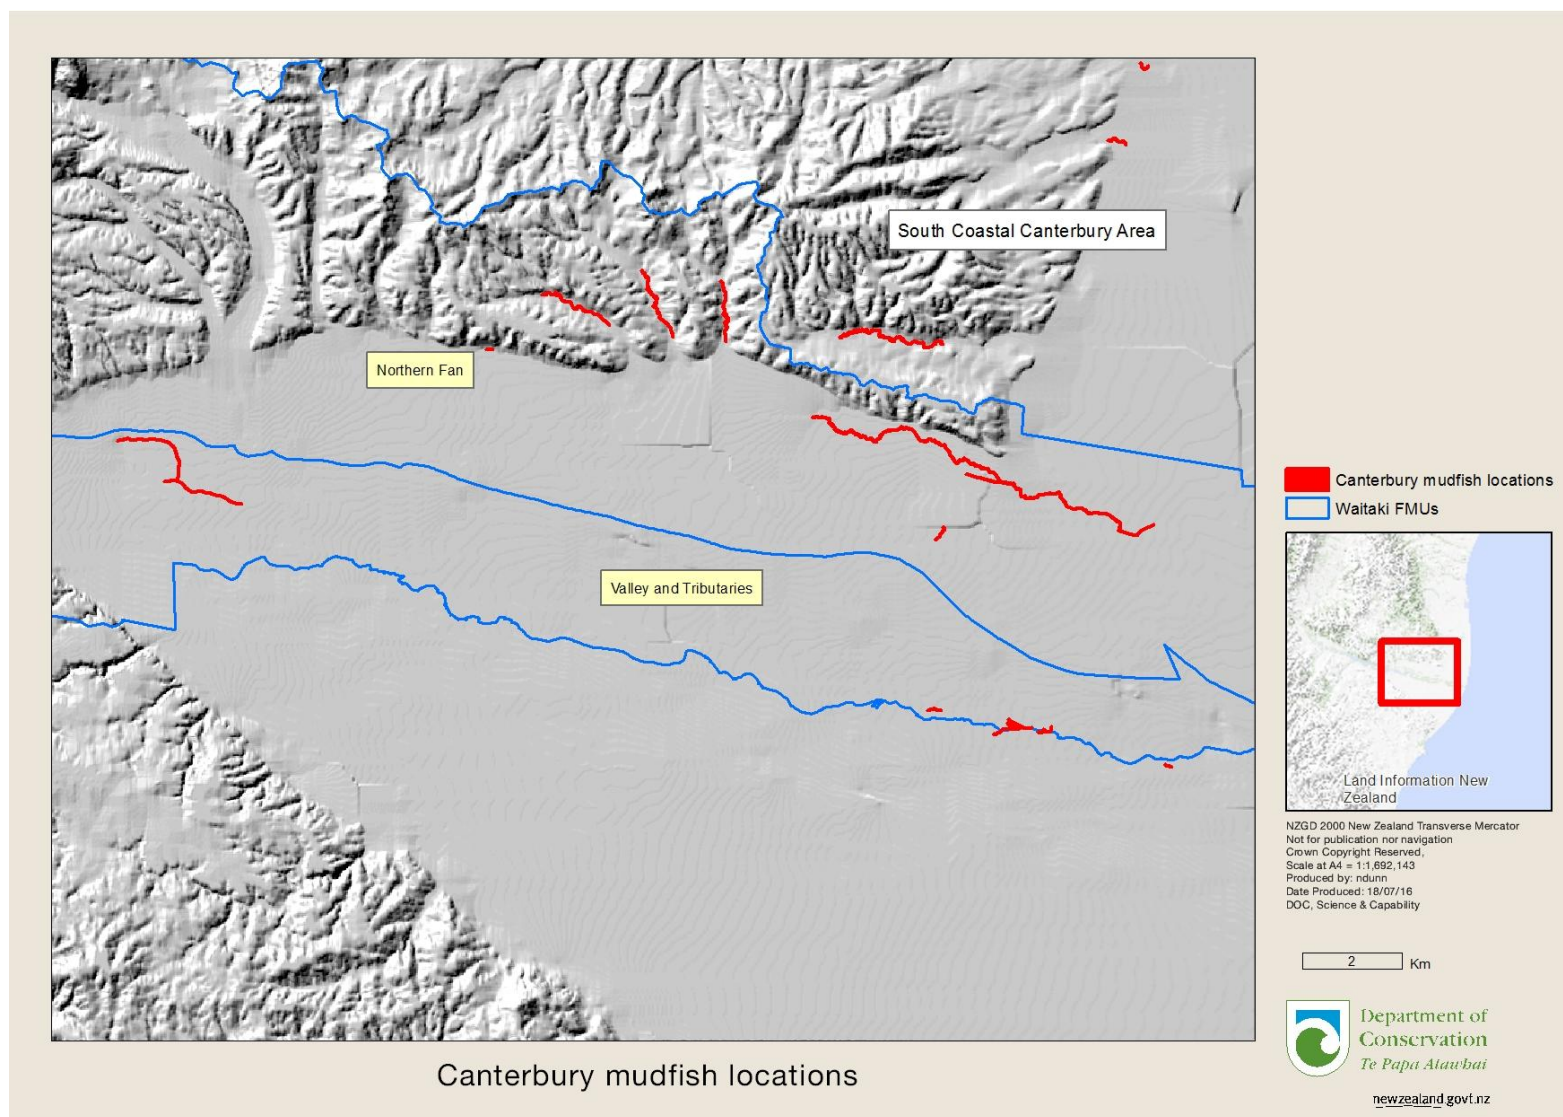 South Coastal Canterbury Area
Northern Fan
Valley and Tributaries
Canterbury mudfish locations
Waitaki FMUs
Land Information New
Zealand
NZGD 2000 New Zealand Transverse Mercator
Not for publication nor navigation
Crown Copyright Reserved,
Scale at A4 = 1:1,692,143
Produced by: ndunn
Date Produced: 18/07/16
DOC, Science & Capability
2 Km
Department of
Conservation
Te Papa Atawhai
newzealand.govt.nz
Canterbury mudfish locations